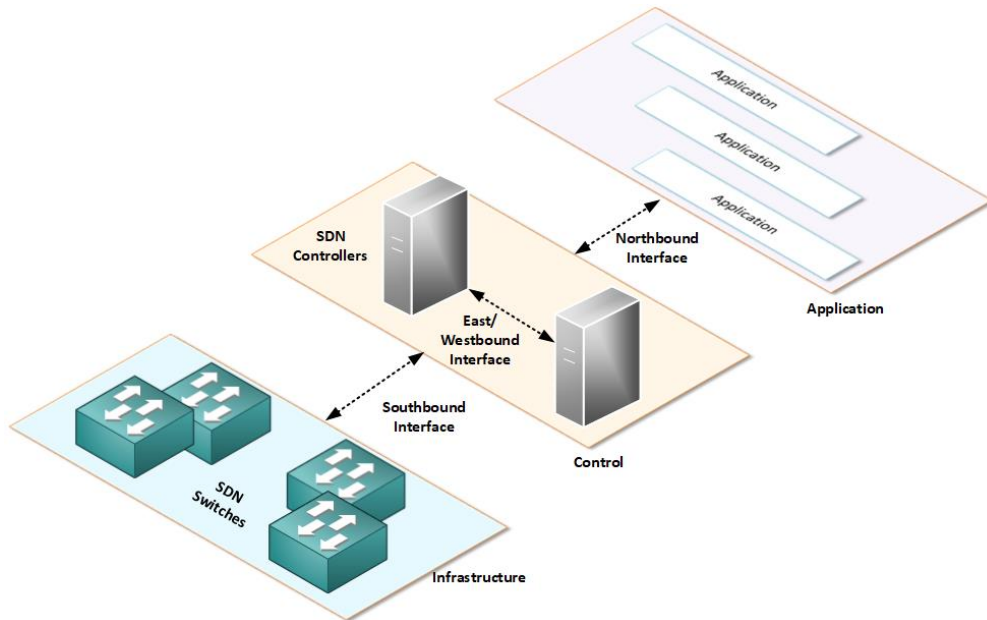 Application
Application
Application
Northbound
Interface
Application
SDN
Controllers
East/
Westbound
Interface
Southbound
Interface
Control
SDN
Switches
Infrastructure